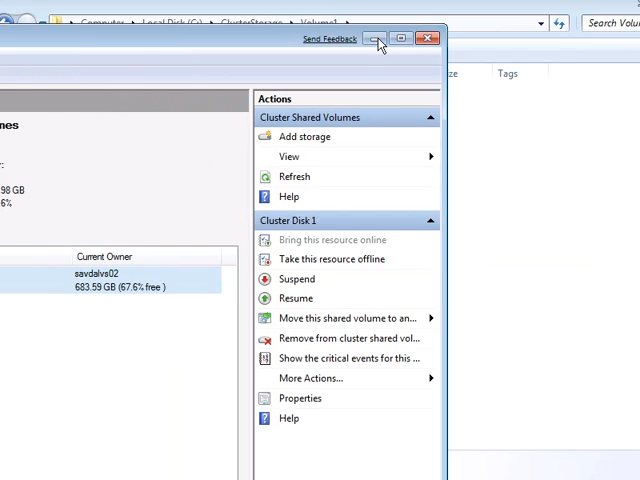 Computer Local Disk (C:) ClusterStorage Volume1
Search Volu
Send Feedback
ze Tags
Actions
mes
Cluster Shared Volumes
Add storage
View
r:
Refresh
98 GB
Help
6%
Cluster Disk 1
Bring this resource online
Current Owner
Take this resource offline
savdalvs02
Suspend
683.59 GB (67.6% free )
Resume
Move this shared volume to an...
Remove from cluster shared vol...
Show the critical events for this ...
More Actions...
Properties
Help